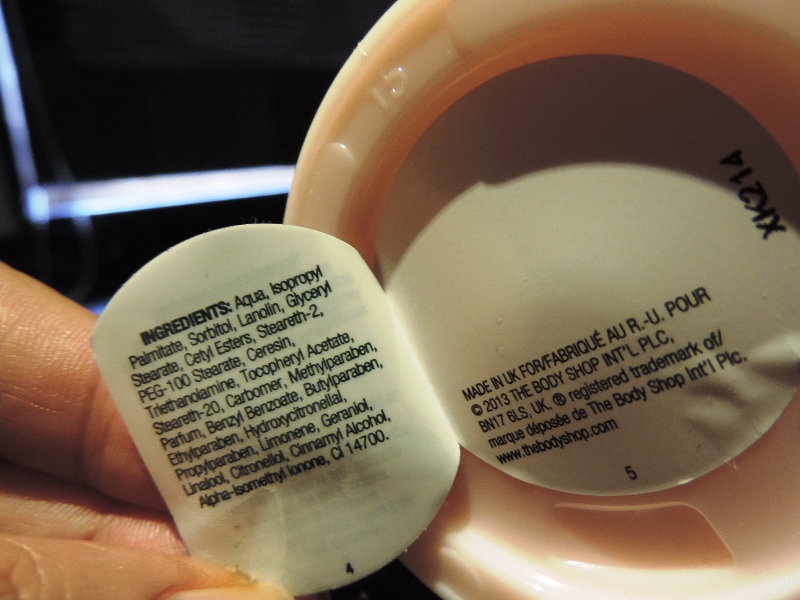 INGREDIENTS: Aqua, Isopropyl
Palmitate, Sorbitol, Lanolin, Glyceryl
Stearate, Cetyl Esters, Steareth-2,
PEG-100 Stearate, Ceresin,
Triethanolamine, Tocopheryl Acetate,
Steareth-20, Carbomer, Methylparaben,
Parfum, Benzyl Benzoate, Butylparaben,
Ethylparaben, Hydroxycitronellal,
Propylparaben, Limonene, Geraniol,
Linalool, Citronellol, Cinnamyl Alcohol,
Alpha-Isomethyl Ionone, CI 14700.
4
15
XK214
MADE IN UK FOR/FABRIQUÉ AU R.-U. POUR
© 2013 THE BODY SHOP INT'L PLC,
BN17 6LS, UK. ® registered trademark of/
marque déposée de The Body Shop Int'l Plc.
www.thebodyshop.com
5